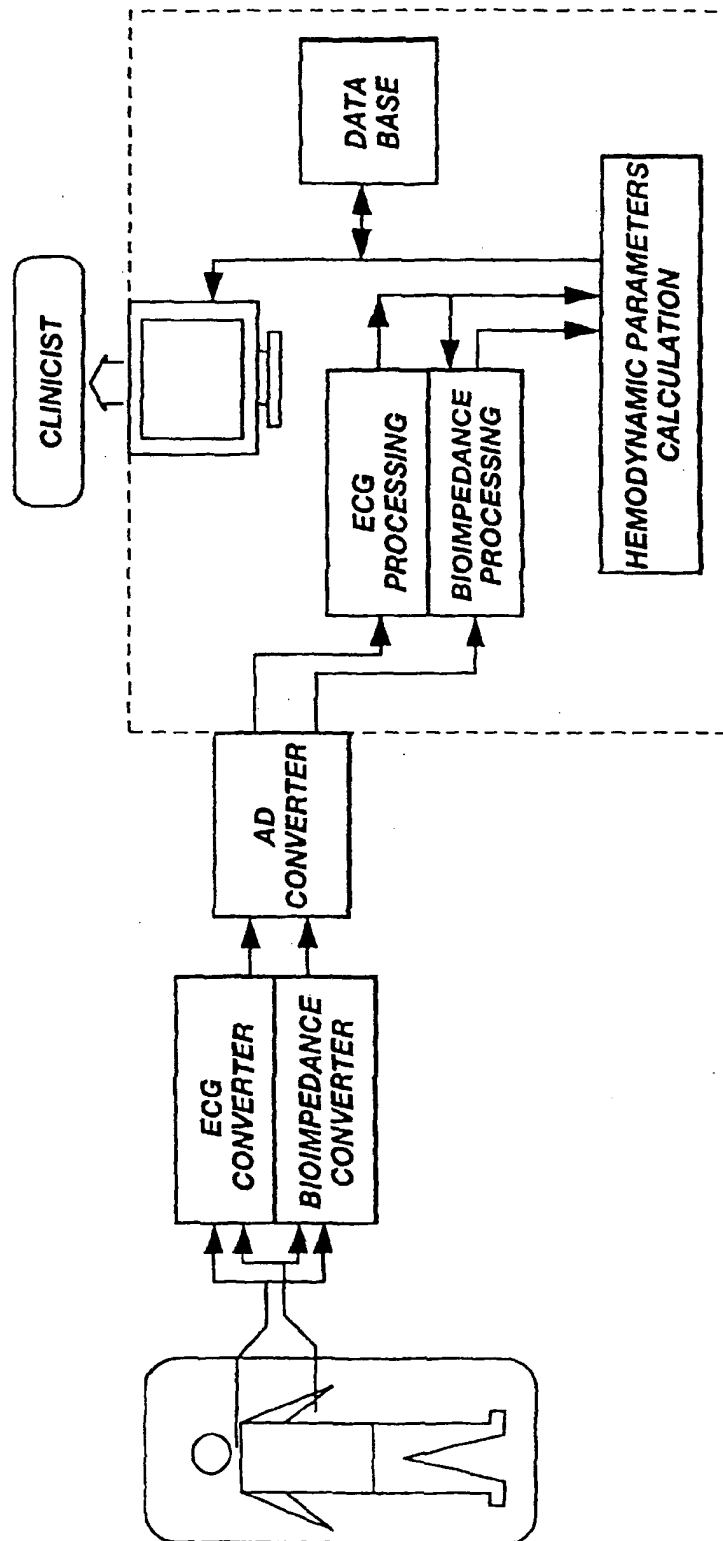 CLINICIST
DATA
BASE
ECG
PROCESSING
BIOIMPEDANCE
PROCESSING
HEMODYNAMIC PARAMETERS
CALCULATION
AD
CONVERTER
ECG
CONVERTER
BIOIMPEDANCE
CONVERTER